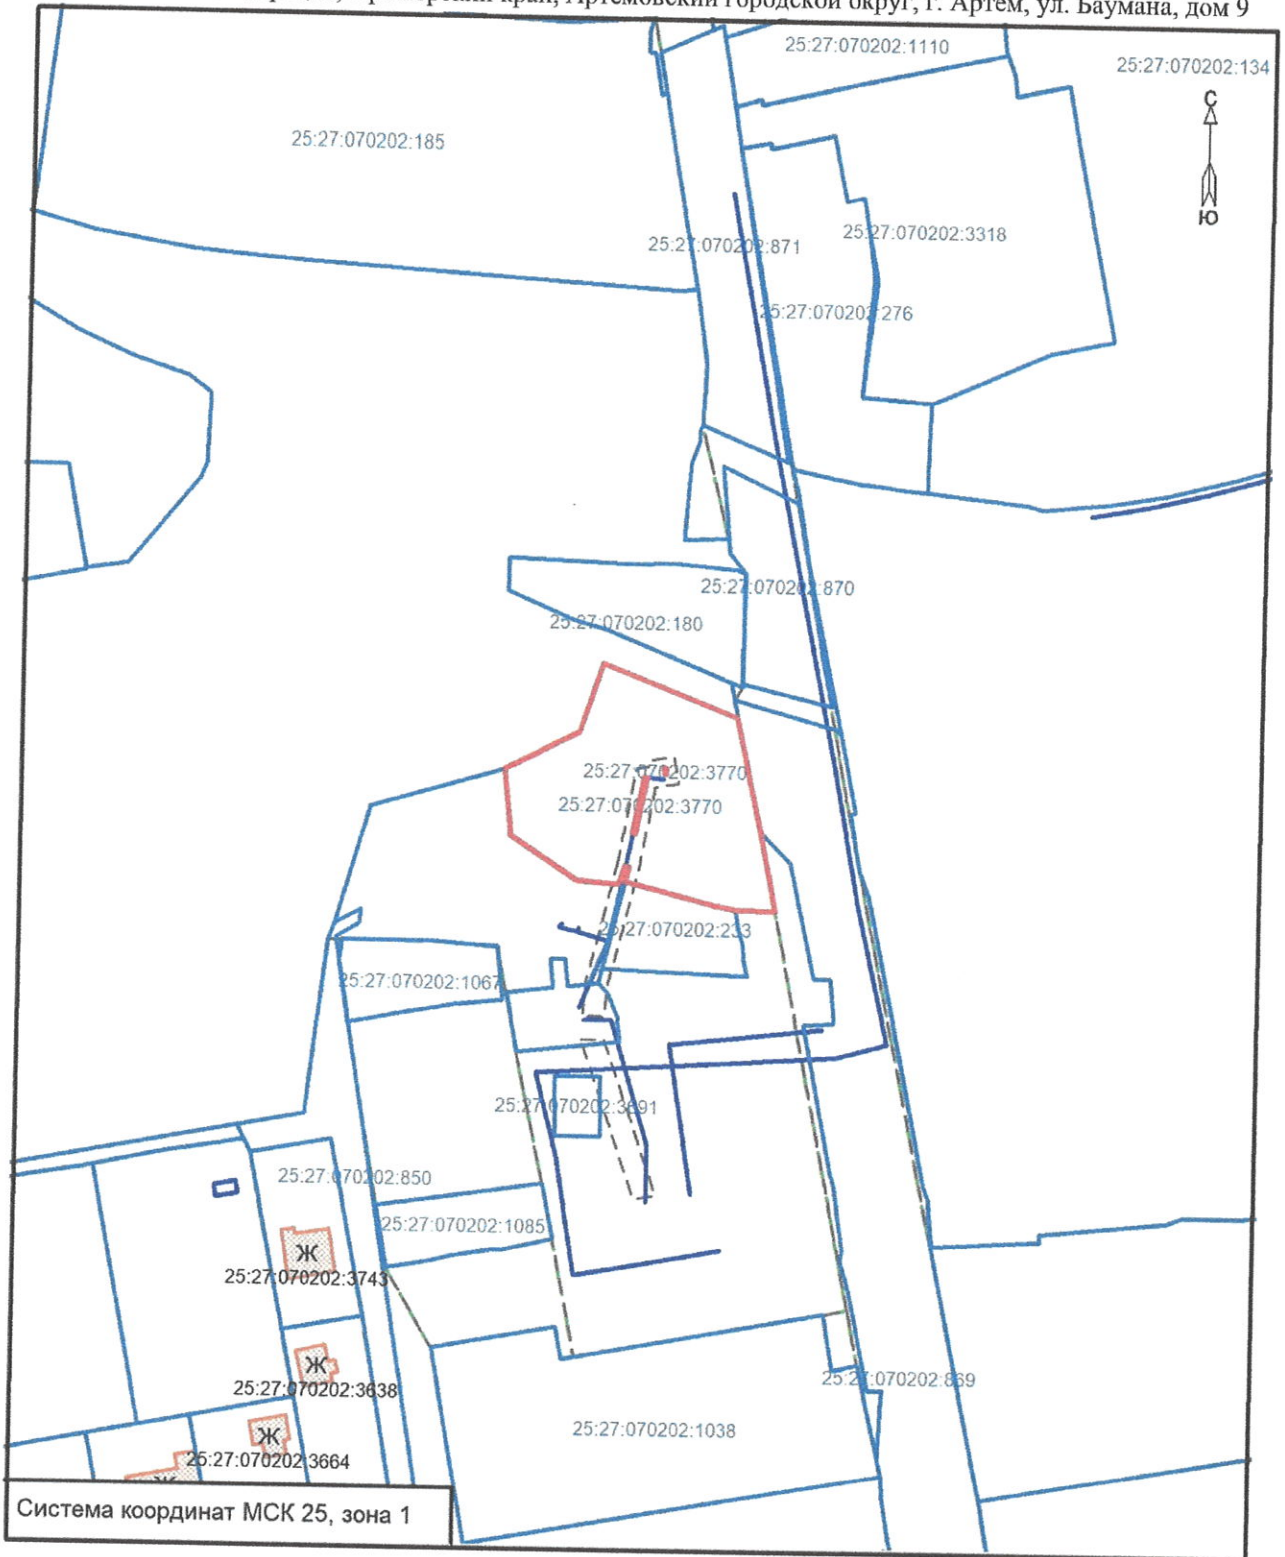 край, Артемовский городской округ, г. Артем, ул. Баумана, дом 9
25:27:070202:1110
25:27:070202:134
С
25:27:070202:185
Ю
25:27:070202:3318
25:27:070202:871
25:27:070202:276
25:27:070202:870
25:27:070202:180
25:27:070202:3770
25:27:070202:3770
25:27:070202:233
25:27:070202:1067
25:27:070202:3691
25:27:070202:850
25:27:070202:1085
Ж
25:27:070202:3743
Ж
25:27:070202:3638
25:27:070202:869
Ж
25:27:070202:1038
25:27:070202:3664
Ж
Система координат МСК 25, зона 1